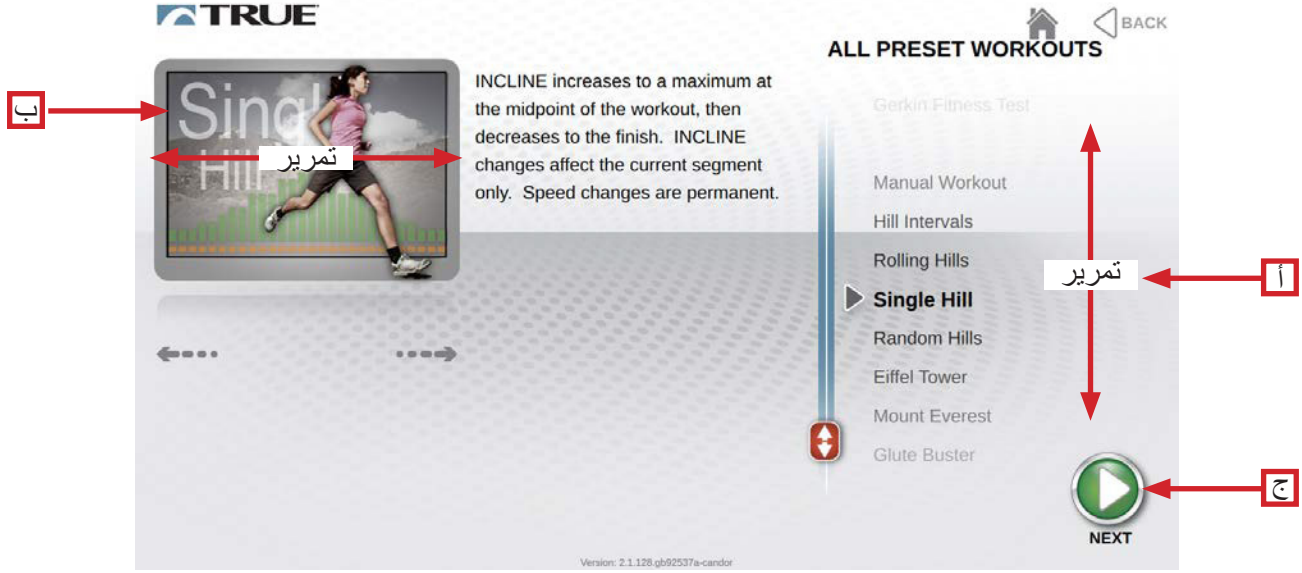 TRUE
BACK
ALL PRESET WORKOUTS
ب
Single
Hill
تمرير
INCLINE increases to a maximum at
the midpoint of the workout, then
decreases to the finish. INCLINE
changes affect the current segment
only. Speed changes are permanent.
Gerkin Fitness Test
Manual Workout
Hill Intervals
Rolling Hills
Single Hill
Random Hills
Eiffel Tower
Mount Everest
Glute Buster
تمرير
أ
ج
NEXT
Version: 2.1.128.gb92537a-candor